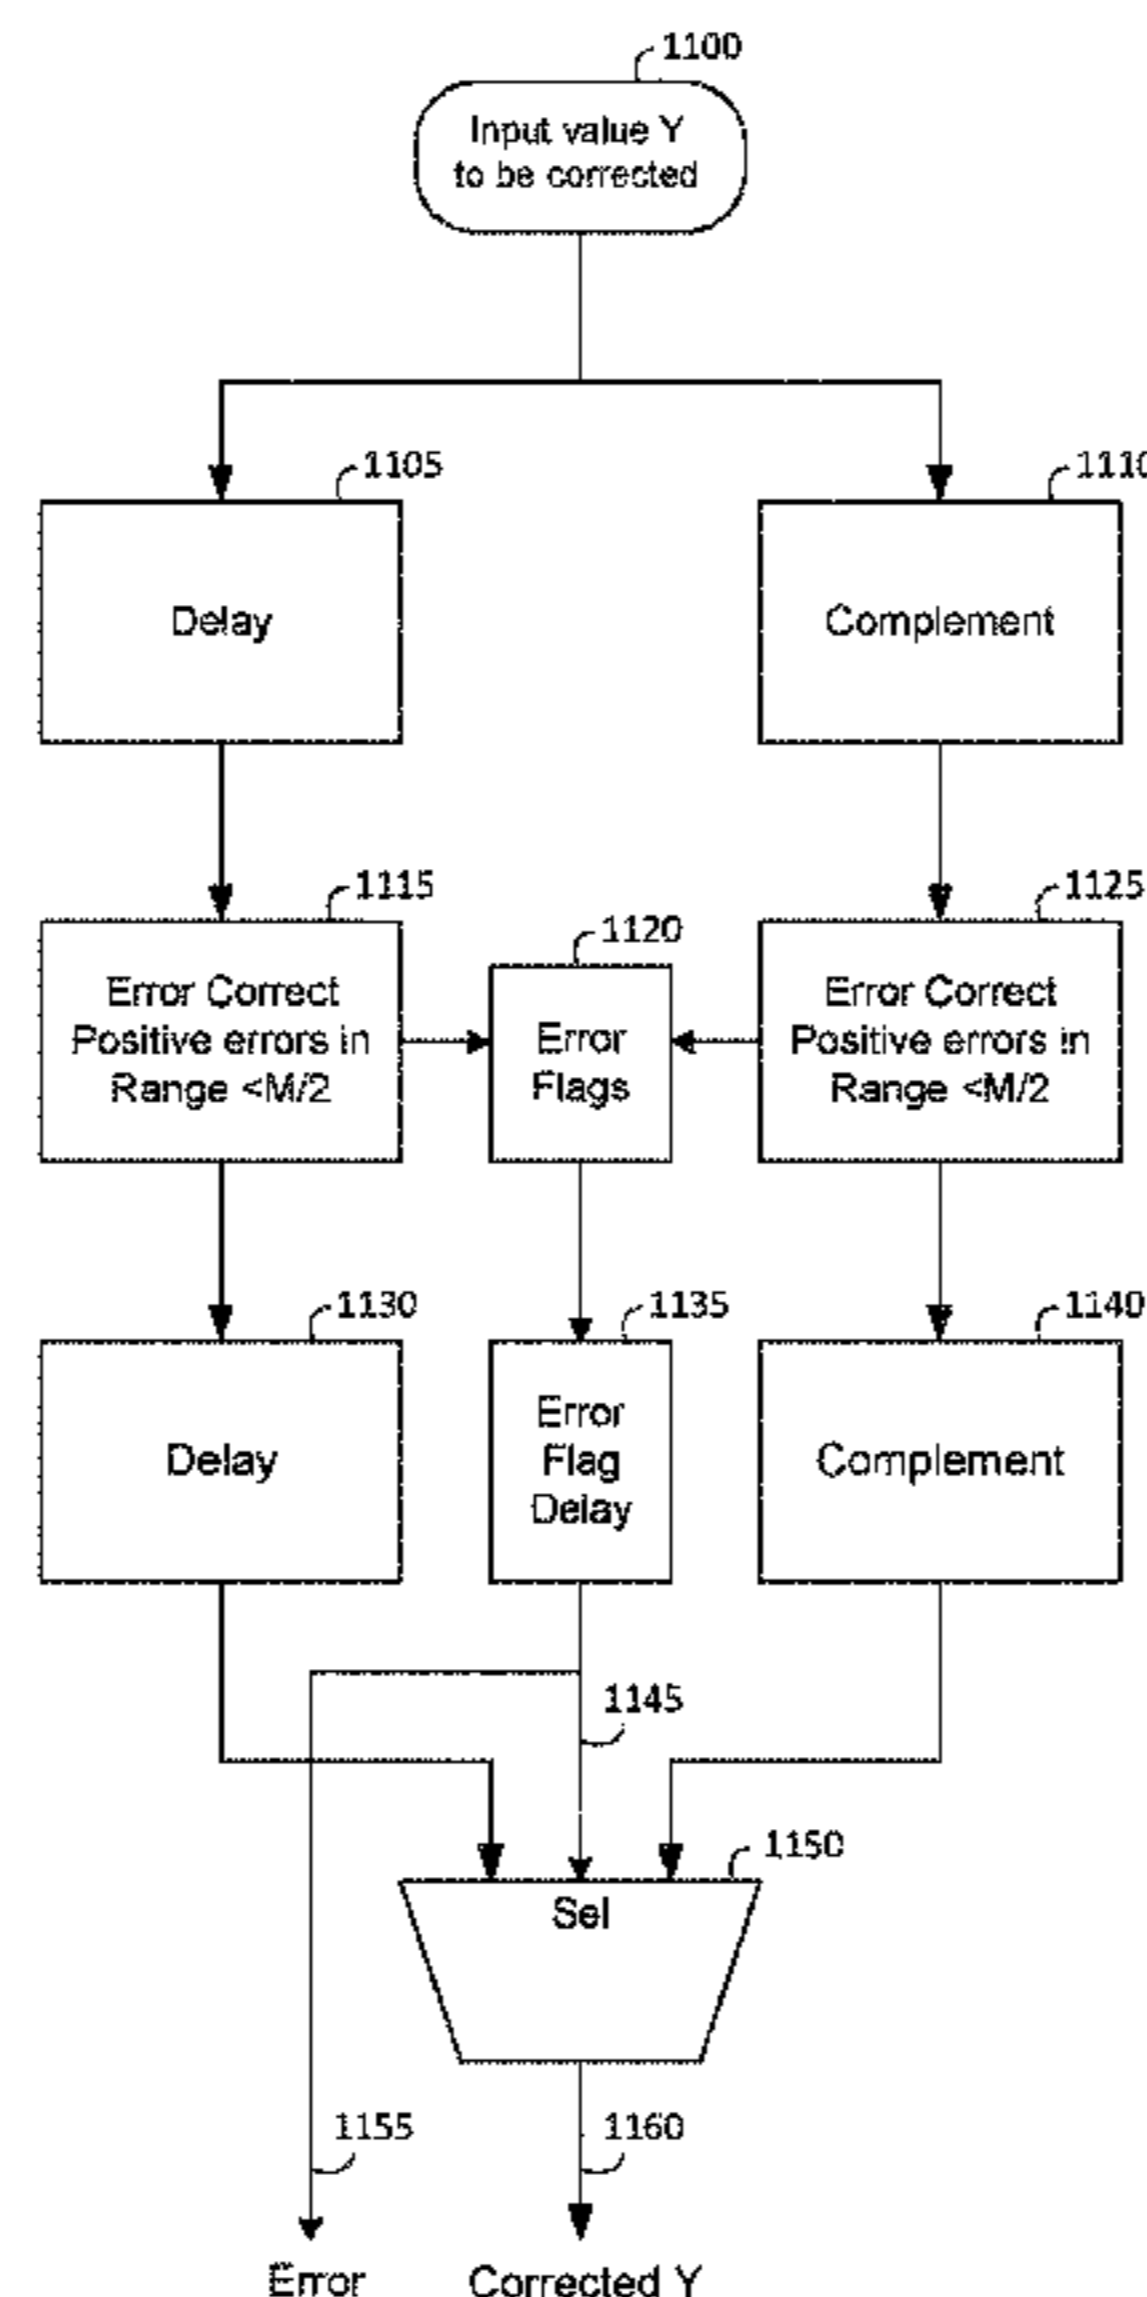 1100
Input value Y
to be corrected
1105
1110
Delay
Complement
1115
1120
1125
Error Correct
Positive errors in
Range <M/2
Error
Flags
Error Correct
Positive errors in
Range <M/2
1130
1135
1140
Delay
Error
Flag
Delay
Complement
1145
1150
Sel
1155
1160
Error
Corrected Y